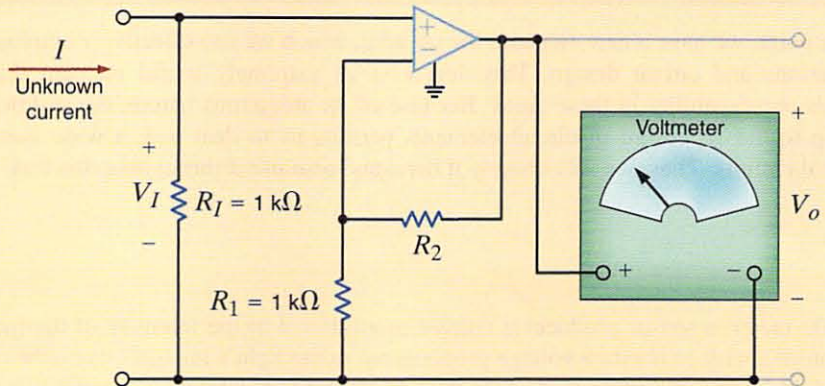 I
Unknown
current
+
V_I
−
R_I = 1 kΩ
+
−
R_2
R_1 = 1 kΩ
Voltmeter
+
−
+
V_o
−